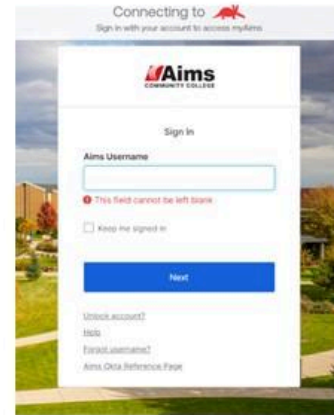 Connecting to
Sign in with your account to access myAims
Aims
COMMUNITY COLLEGE
Sign In
Aims Username
This field cannot be left blank
Keep me signed in
Next
Unlock account?
Help
Forgot username?
Aims Okta Reference Page